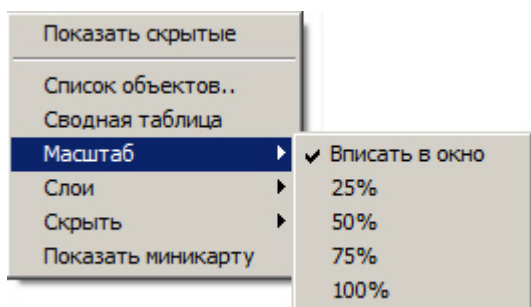 Показать скрытые
Список объектов..
Сводная таблица
Масштаб
Слои
Скрыть
Показать миникарту
Вписать в окно
25%
50%
75%
100%